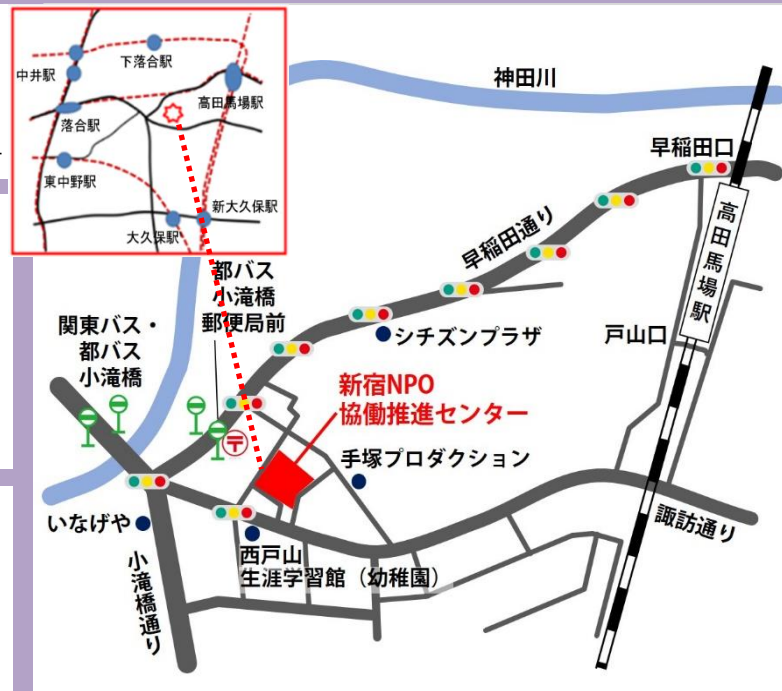 中井駅
下落合駅
高田馬場駅
落合駅
東中野駅
新大久保駅
大久保駅
神田川
早稲田口
早稲田通り
高田馬場駅
戸山口
都バス
小滝橋
郵便局前
シチズンプラザ
関東バス・
都バス
小滝橋
新宿NPO
協働推進センター
〒
手塚プロダクション
いなげや
西戸山
生涯学習館（幼稚園）
諏訪通り
小滝橋通り